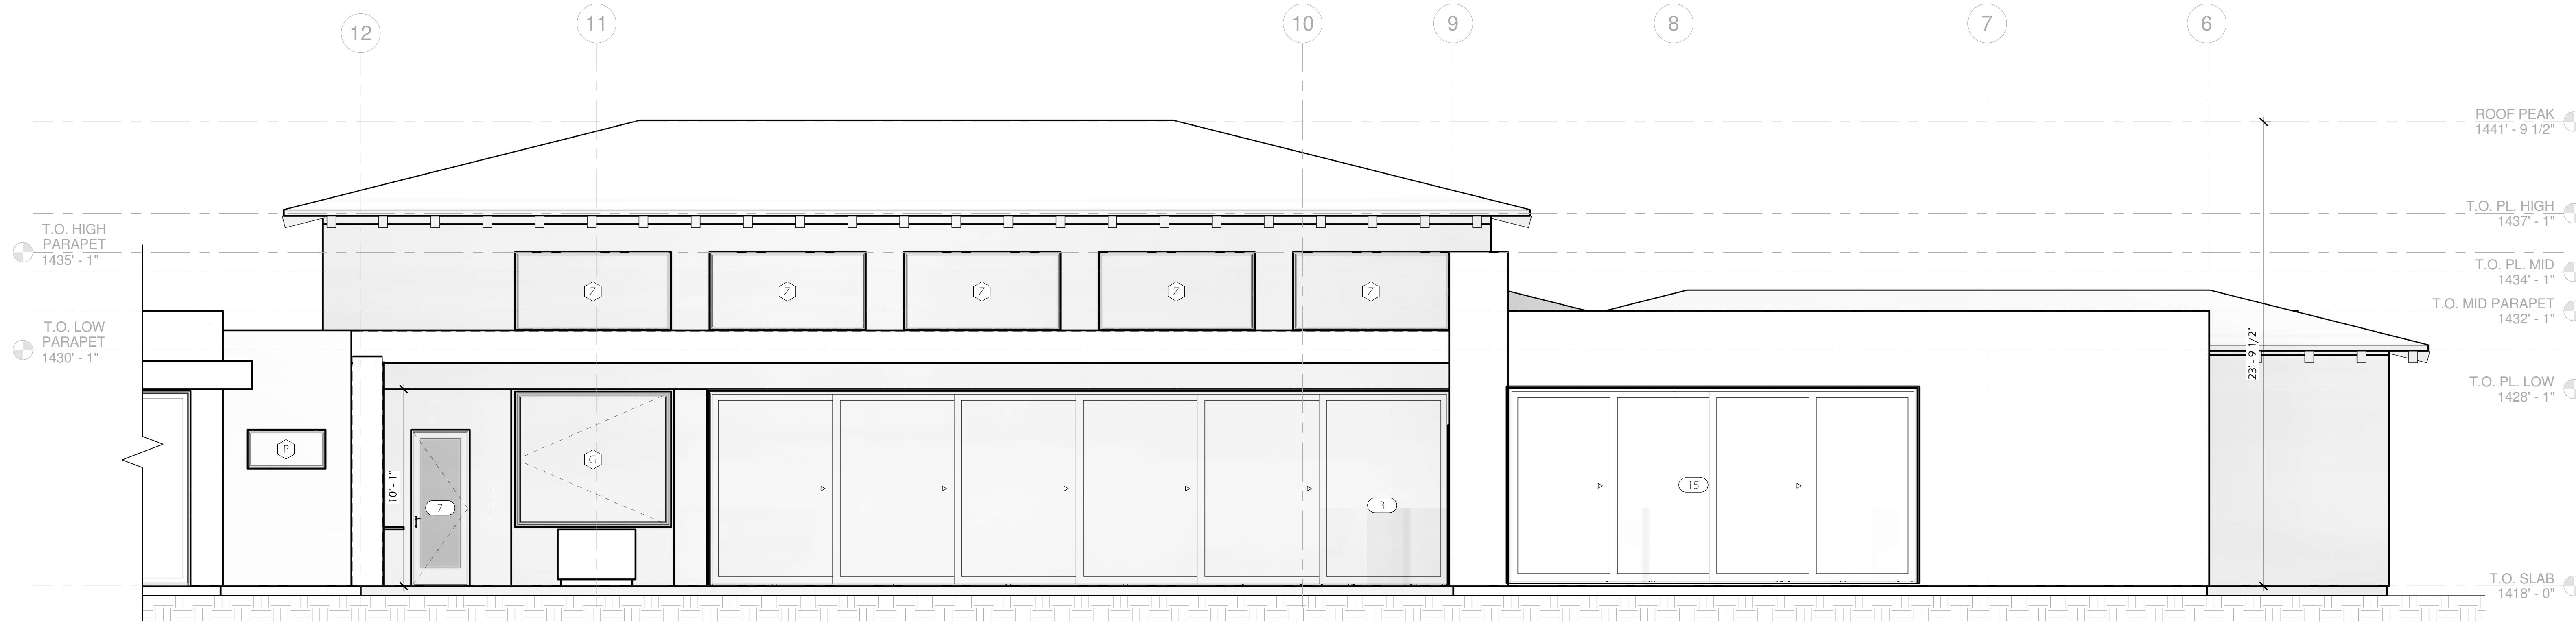 12
11
10
9
8
7
6
ROOF PEAK
1441' - 9 1/2"
T.O. PL. HIGH
1437' - 1"
T.O. HIGH
PARAPET
1435' - 1"
T.O. PL. MID
1434' - 1"
T.O. MID PARAPET
1432' - 1"
T.O. LOW
PARAPET
1430' - 1"
T.O. PL. LOW
1428' - 1"
T.O. SLAB
1418' - 0"
Z
Z
Z
Z
Z
23' - 9 1/2"
P
G
10' - 1"
7
3
15